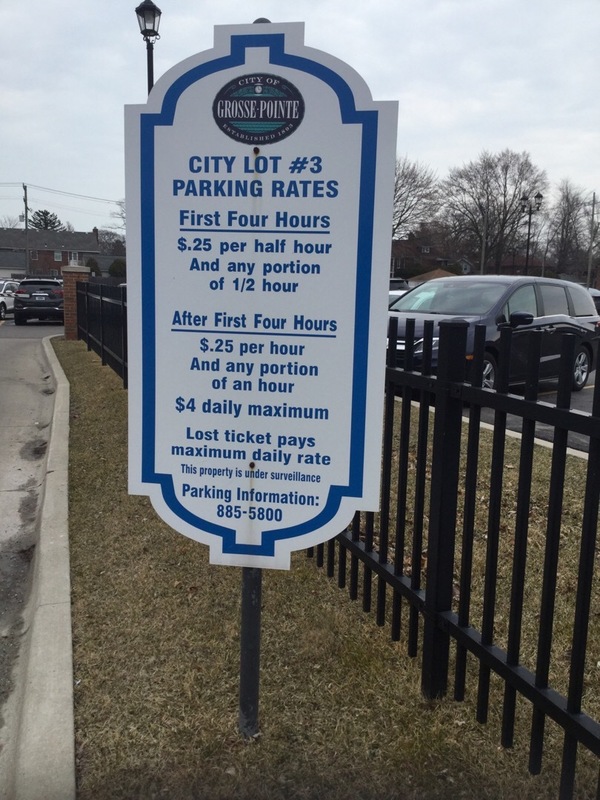 CITY OF
GROSSE·POINTE
ESTABLISHED 1893
CITY LOT #3
PARKING RATES
First Four Hours
$.25 per half hour
And any portion
of 1/2 hour
After First Four Hours
$.25 per hour
And any portion
of an hour
$4 daily maximum
Lost ticket pays
maximum daily rate
This property is under surveillance
Parking Information:
885-5800